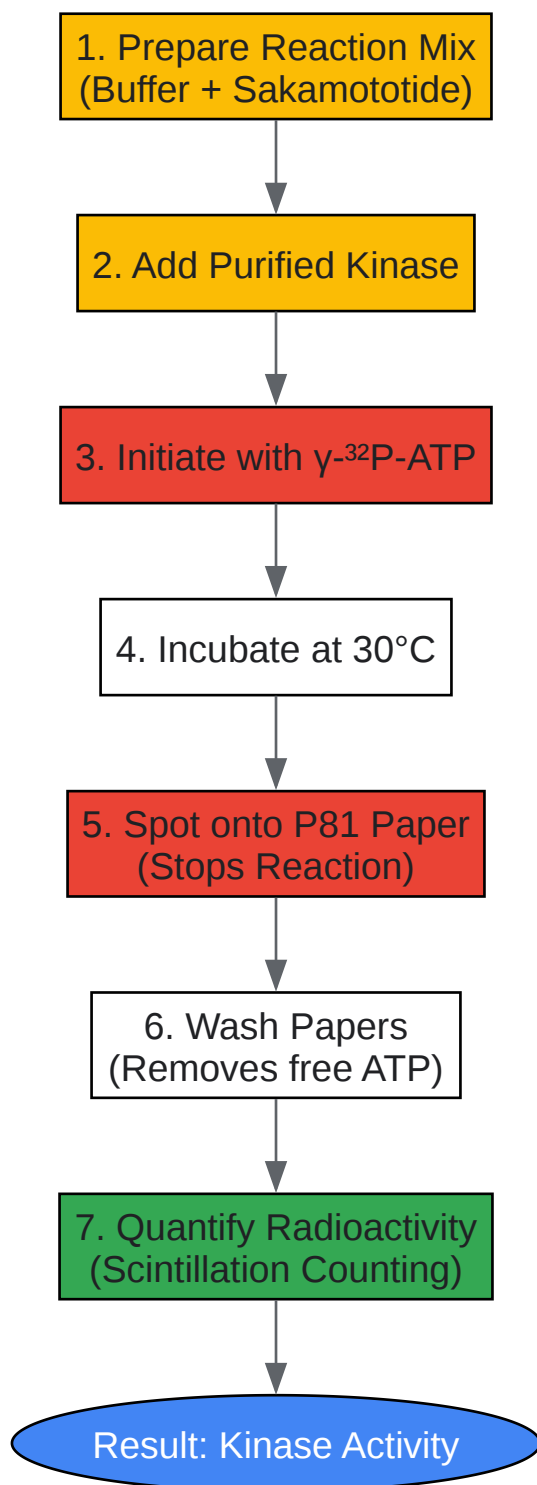 1. Prepare Reaction Mix
(Buffer + Sakamototide)
2. Add Purified Kinase
3. Initiate with γ-³²P-ATP
4. Incubate at 30°C
5. Spot onto P81 Paper
(Stops Reaction)
6. Wash Papers
(Removes free ATP)
7. Quantify Radioactivity
(Scintillation Counting)
Result: Kinase Activity